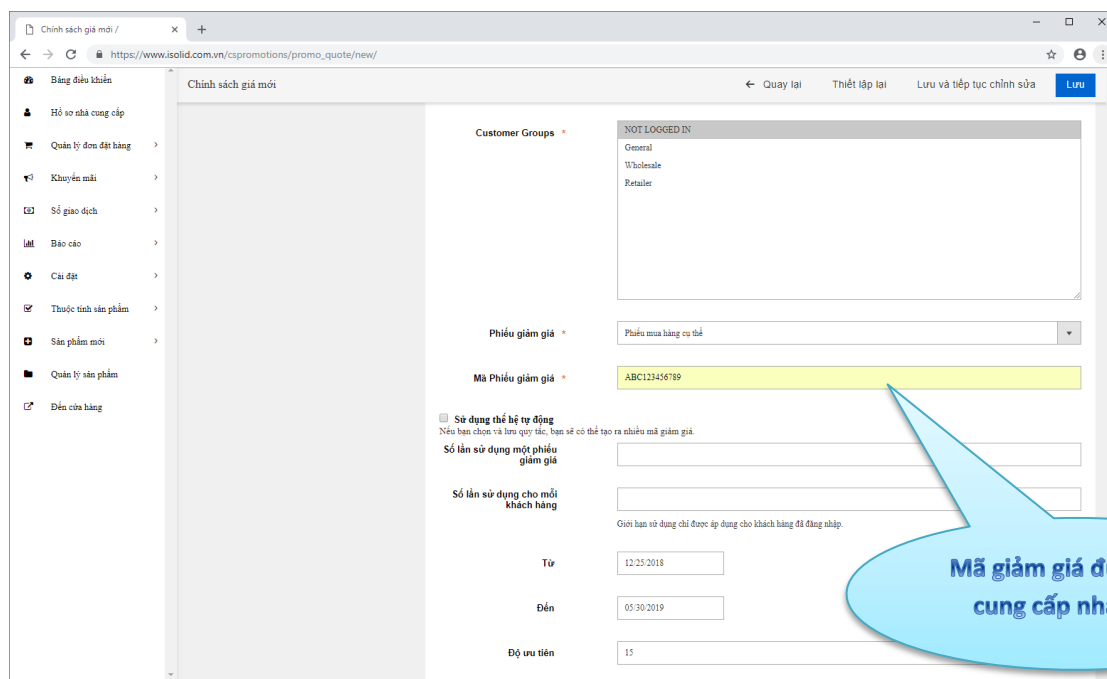 Chính sách giá mới /
https://www.isolid.com.vn/cspromotions/promo_quote/new/
Bảng điều khiển
Hồ sơ nhà cung cấp
Quản lý đơn đặt hàng
Khuyến mãi
Sổ giao dịch
Báo cáo
Cài đặt
Thuộc tính sản phẩm
Sản phẩm mới
Quản lý sản phẩm
Đến cửa hàng
Chính sách giá mới
← Quay lại Thiết lập lại Lưu và tiếp tục chỉnh sửa Lưu
Customer Groups *
NOT LOGGED IN
General
Wholesale
Retailer
Phiếu giảm giá * Phiếu mua hàng cụ thể
Mã Phiếu giảm giá * ABC123456789
Sử dụng thế hệ tự động
Nếu bạn chọn và lưu quy tắc, bạn sẽ có thể tạo ra nhiều mã giảm giá.
Số lần sử dụng một phiếu
giảm giá
Số lần sử dụng cho mỗi
khách hàng
Giới hạn sử dụng chỉ được áp dụng cho khách hàng đã đăng nhập.
Từ 12/25/2018
Đến 05/30/2019
Độ ưu tiên 15
Mã giảm giá
cung cấp